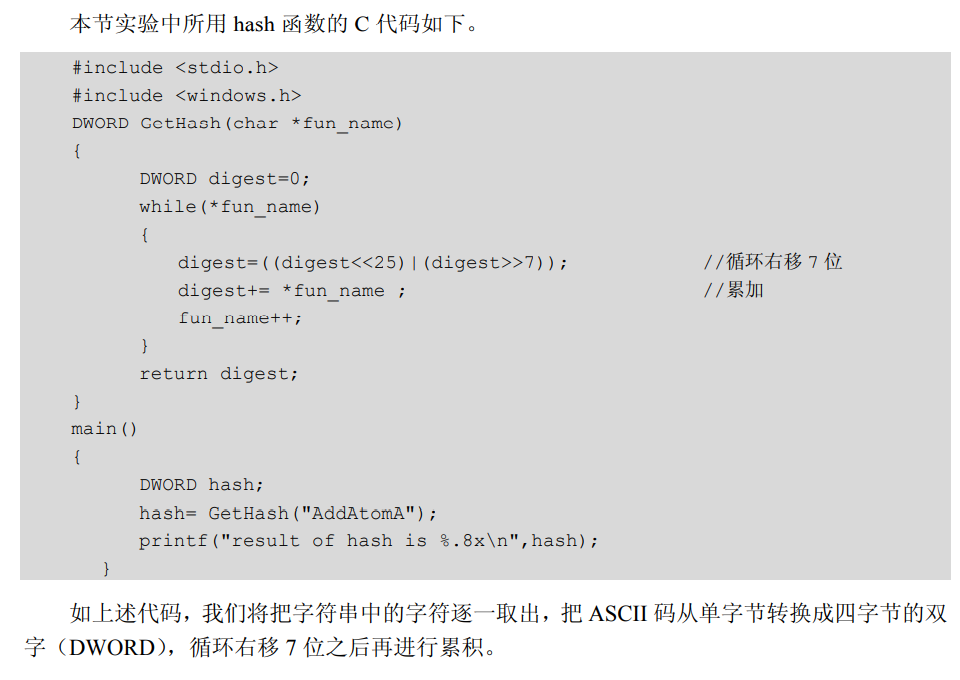 本节实验中所用 hash 函数的 C 代码如下。
#include <stdio.h>
#include <windows.h>
DWORD GetHash(char *fun_name)
{
DWORD digest=0;
while(*fun_name)
{
digest=((digest<<25)|(digest>>7)); //循环右移 7 位
digest+= *fun_name ; //累加
fun_name++;
}
return digest;
}
main()
{
DWORD hash;
hash= GetHash("AddAtomA");
printf("result of hash is %.8x\n",hash);
}
如上述代码，我们将把字符串中的字符逐一取出，把 ASCII 码从单字节转换成四字节的双
字（DWORD），循环右移 7 位之后再进行累积。